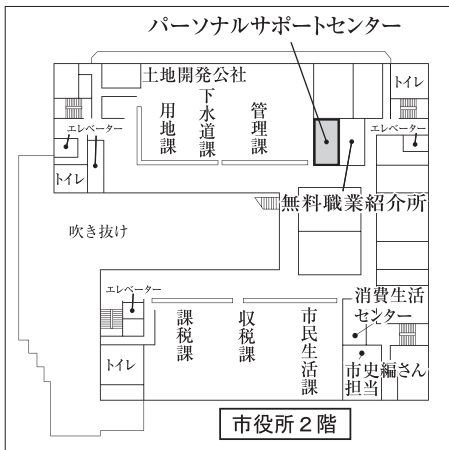 パーソナルサポートセンター
土地開発公社
トイレ
下水道課
用地課
管理課
エレベーター
エレベーター
トイレ
無料職業紹介所
吹き抜け
エレベーター
消費生活
センター
課税課
収税課
市民生活課
トイレ
市史編さん
担当
市役所2階